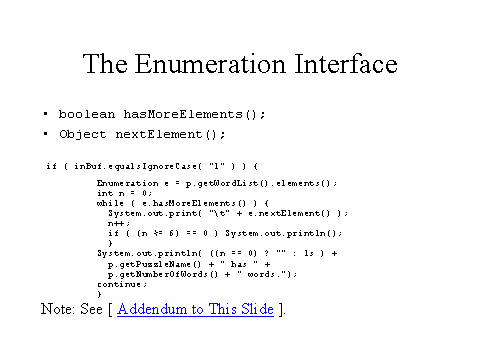 The Enumeration Interface
• boolean hasMoreElements();
• Object nextElement();
if ( inBuf.equalsIgnoreCase( "l" ) ) {
Enumeration e = p.getWordList().elements();
int n = 0;
while ( e.hasMoreElements() ) {
System.out.print( "\t" + e.nextElement() );
n++;
if ( (n %= 6) == 0 ) System.out.println();
}
System.out.println( ((n == 0) ? "" : ls ) +
p.getPuzzleName() + " has " +
p.getNumberOfWords() + " words.");
continue;
}
Note: See [ Addendum to This Slide ].